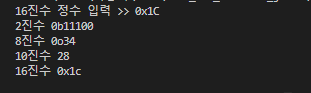 16진수 정수 입력 >> 0x1C
2진수 0b11100
8진수 0o34
10진수 28
16진수 0x1c